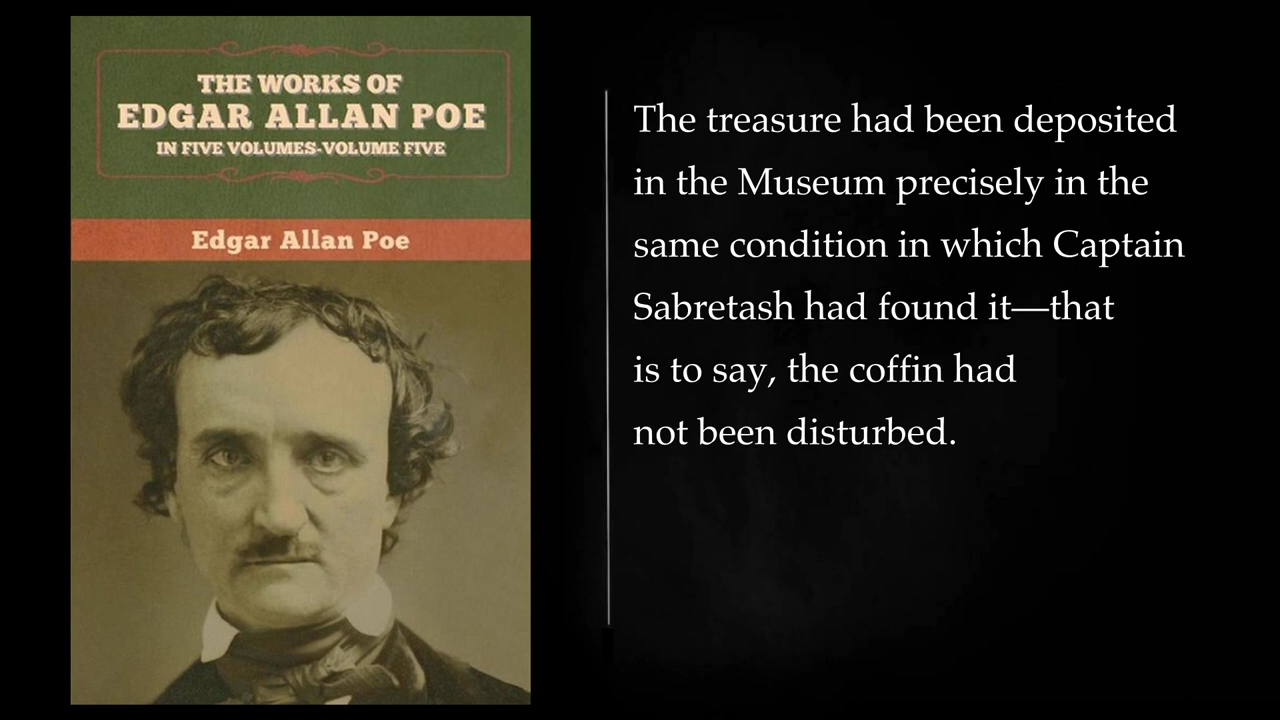 THE WORKS OF
EDGAR ALLAN POE
IN FIVE VOLUMES-VOLUME FIVE
Edgar Allan Poe
The treasure had been deposited
in the Museum precisely in the
same condition in which Captain
Sabretash had found it—that
is to say, the coffin had
not been disturbed.